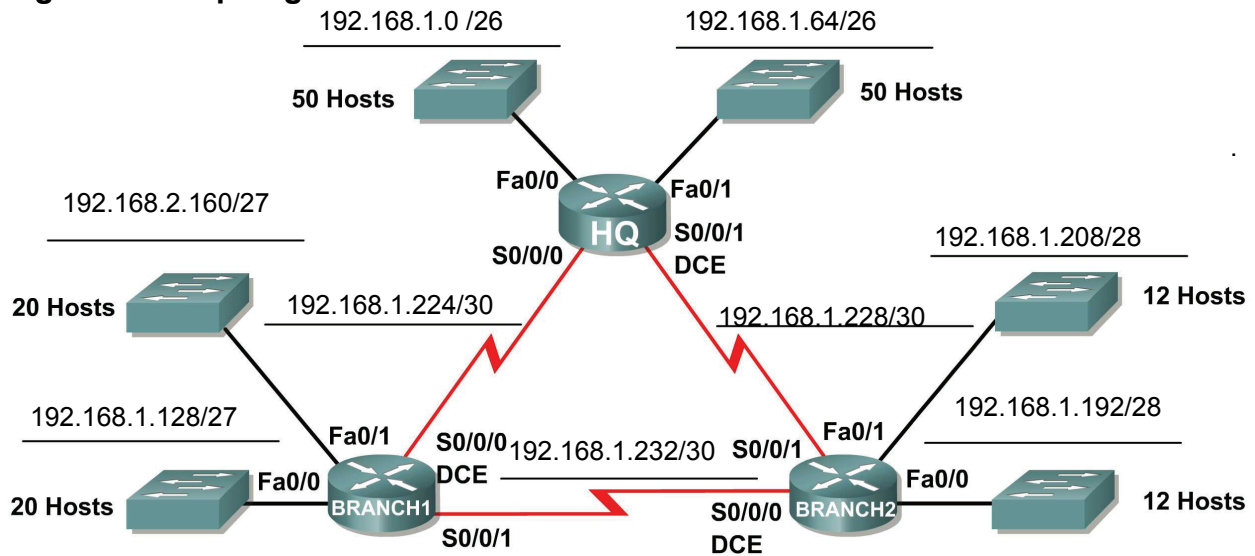 192.168.1.0 /26
192.168.1.64/26
50 Hosts
50 Hosts
Fa0/0
Fa0/1
192.168.2.160/27
HQ
S0/0/1
DCE
S0/0/0
192.168.1.208/28
20 Hosts
192.168.1.224/30
192.168.1.228/30
12 Hosts
192.168.1.128/27
192.168.1.192/28
Fa0/1
S0/0/0
DCE
192.168.1.232/30
S0/0/1
Fa0/1
20 Hosts
Fa0/0
BRANCH1
S0/0/1
S0/0/0
DCE
BRANCH2
Fa0/0
12 Hosts